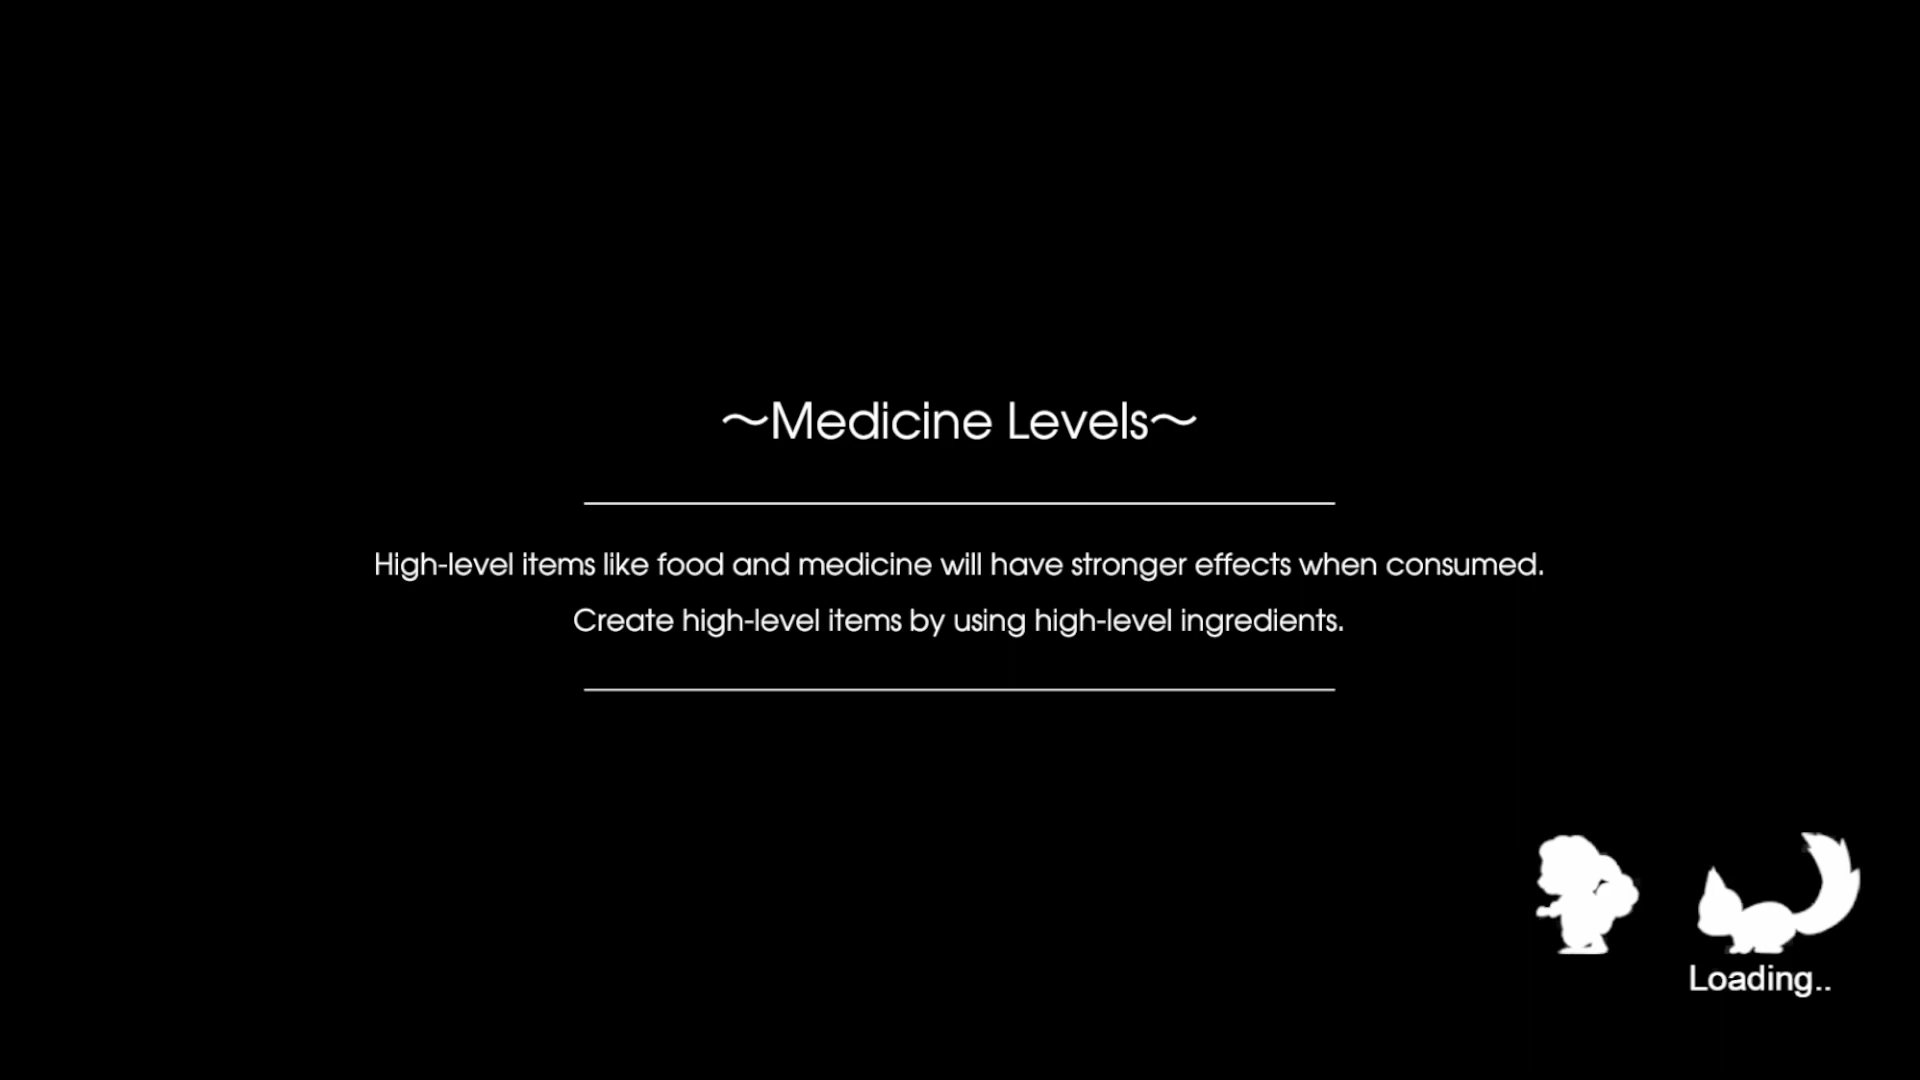 ～Medicine Levels～
High-level items like food and medicine will have stronger effects when consumed.
Create high-level items by using high-level ingredients.
Loading..